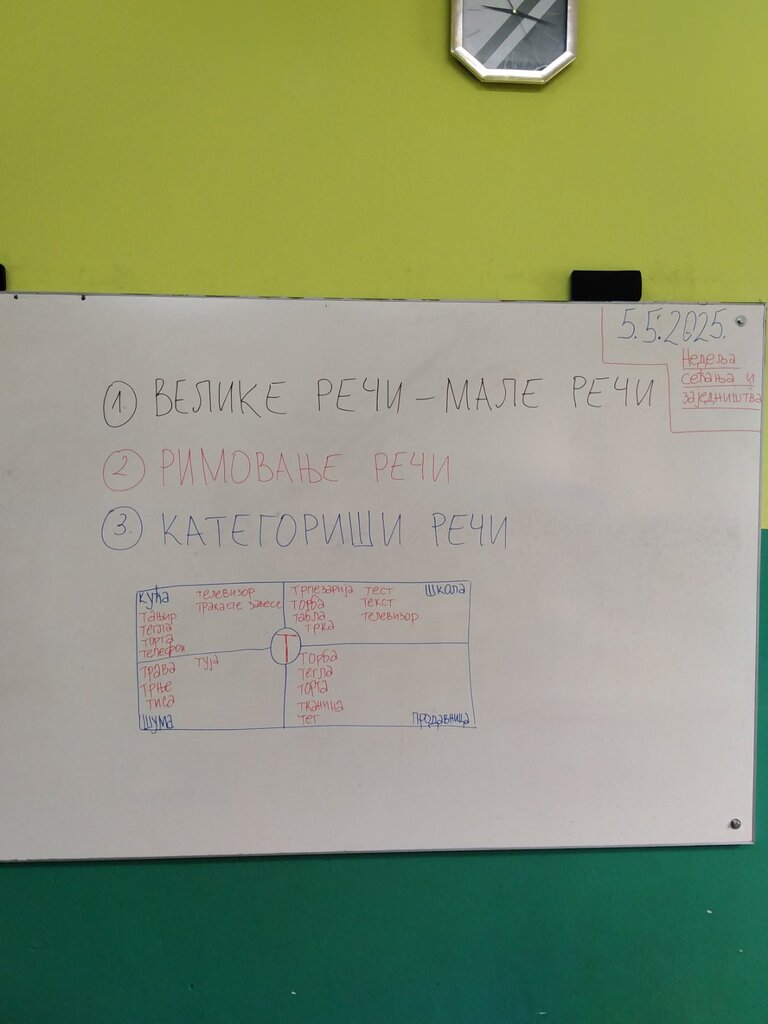 5.5.2025.
Недеља
сећања и
заједништва
1. ВЕЛИКЕ РЕЧИ – МАЛЕ РЕЧИ
2. РИМОВАЊЕ РЕЧИ
3. КАТЕГОРИШИ РЕЧИ
кућа
телевизор
тракасте завесе
тањир
тегла
торта
телефон
трпезарија
торба
табла
трка
тест
текст
телевизор
школа
Т
трава
трње
тиса
туја
шума
торба
тегла
торта
тканина
тег
продавница